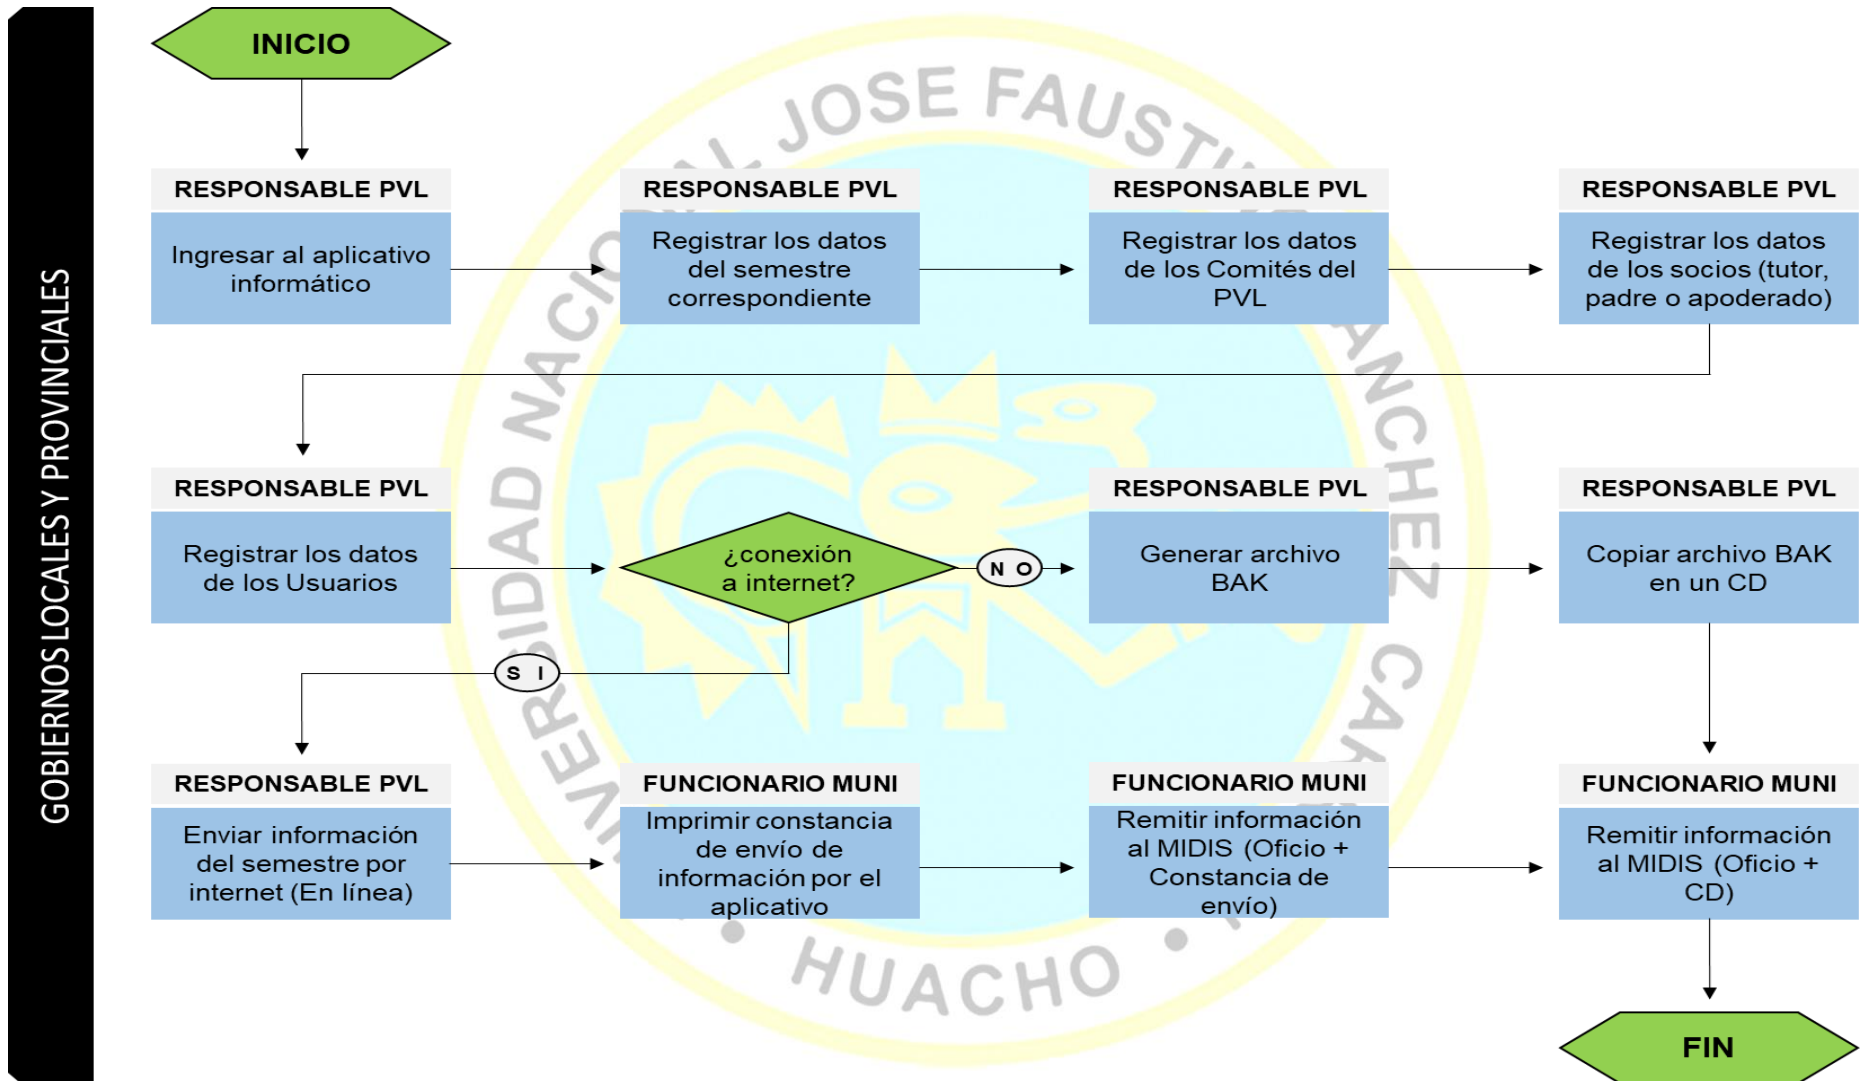 GOBIERNOS LOCALES Y PROVINCIALES
INICIO
RESPONSABLE PVL
Ingresar al aplicativo
informático
RESPONSABLE PVL
Registrar los datos
del semestre
correspondiente
RESPONSABLE PVL
Registrar los datos
de los Comités del
PVL
RESPONSABLE PVL
Registrar los datos
de los socios (tutor,
padre o apoderado)
RESPONSABLE PVL
Registrar los datos
de los Usuarios
¿conexión
a internet?
N O
RESPONSABLE PVL
Generar archivo
BAK
RESPONSABLE PVL
Copiar archivo BAK
en un CD
S I
RESPONSABLE PVL
Enviar información
del semestre por
internet (En línea)
FUNCIONARIO MUNI
Imprimir constancia
de envío de
información por el
aplicativo
FUNCIONARIO MUNI
Remitir información
al MIDIS (Oficio +
Constancia de
envío)
FUNCIONARIO MUNI
Remitir información
al MIDIS (Oficio +
CD)
FIN
JOSE
HUACHO